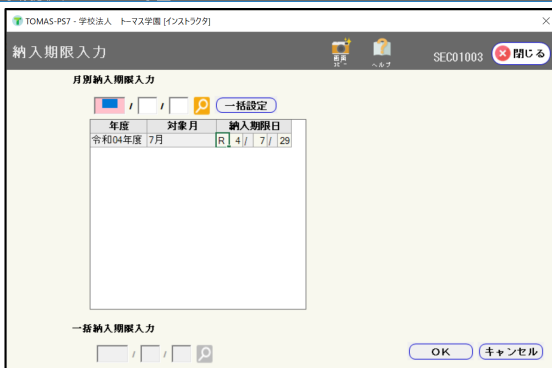 TOMAS-PS7 - 学校法人 トーマス学園 [インストラクタ]
納入期限入力
ヘルプ
SEC01003
閉じる
月別納入期限入力
/ / 一括設定
年度 対象月 納入期限日
令和04年度 7月 R 4/ 7/ 29
一括納入期限入力
/ /
OK キャンセル